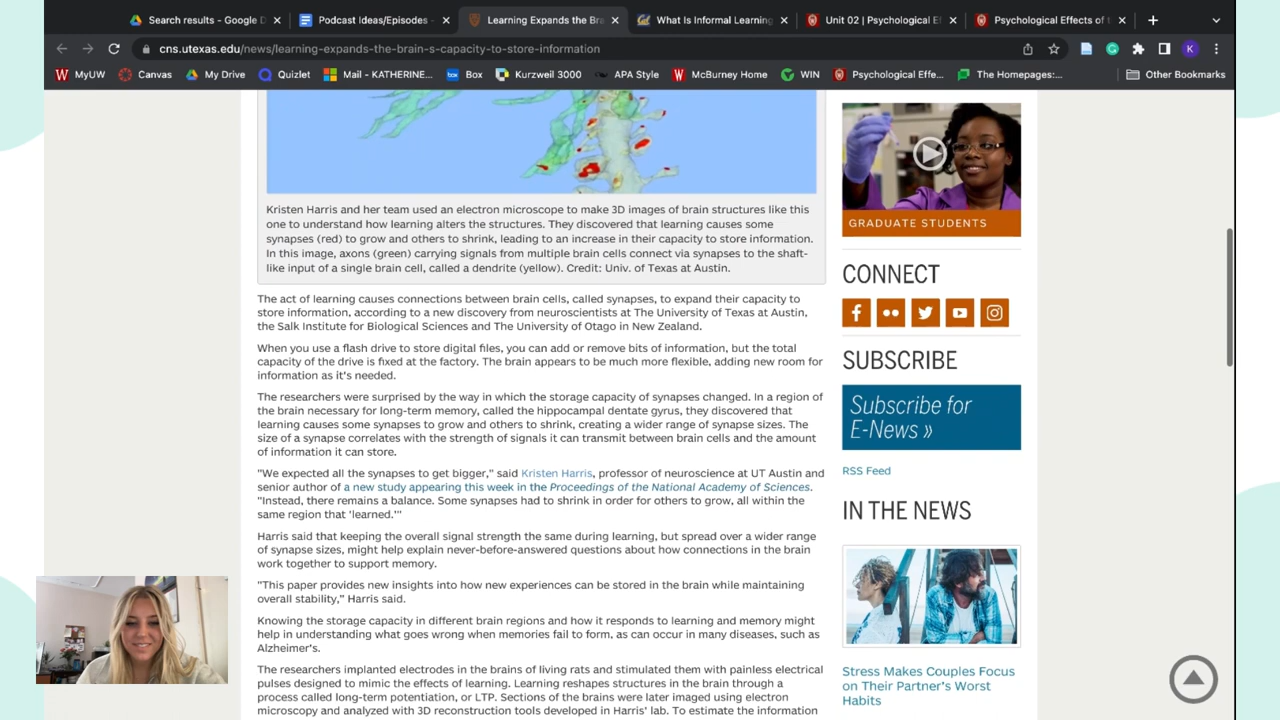 Search results - Google D
Podcast Ideas/Episodes -
Learning Expands the Bra
What Is Informal Learning
Unit 02 | Psychological Ef
Psychological Effects of t
cns.utexas.edu/news/learning-expands-the-brain-s-capacity-to-store-information
K
MyUW
Canvas
My Drive
Quizlet
Mail - KATHERINE...
Box
Kurzweil 3000
APA Style
McBurney Home
WIN
Psychological Effe...
The Homepages:...
Other Bookmarks
Kristen Harris and her team used an electron microscope to make 3D images of brain structures like this
one to understand how learning alters the structures. They discovered that learning causes some
synapses (red) to grow and others to shrink, leading to an increase in their capacity to store information.
In this image, axons (green) carrying signals from multiple brain cells connect via synapses to the shaft-
like input of a single brain cell, called a dendrite (yellow). Credit: Univ. of Texas at Austin.
The act of learning causes connections between brain cells, called synapses, to expand their capacity to
store information, according to a new discovery from neuroscientists at The University of Texas at Austin,
the Salk Institute for Biological Sciences and The University of Otago in New Zealand.
When you use a flash drive to store digital files, you can add or remove bits of information, but the total
capacity of the drive is fixed at the factory. The brain appears to be much more flexible, adding new room for
information as it's needed.
The researchers were surprised by the way in which the storage capacity of synapses changed. In a region of
the brain necessary for long-term memory, called the hippocampal dentate gyrus, they discovered that
learning causes some synapses to grow and others to shrink, creating a wider range of synapse sizes. The
size of a synapse correlates with the strength of signals it can transmit between brain cells and the amount
of information it can store.
"We expected all the synapses to get bigger," said Kristen Harris, professor of neuroscience at UT Austin and
senior author of a new study appearing this week in the Proceedings of the National Academy of Sciences.
"Instead, there remains a balance. Some synapses had to shrink in order for others to grow, all within the
same region that 'learned.'"
Harris said that keeping the overall signal strength the same during learning, but spread over a wider range
of synapse sizes, might help explain never-before-answered questions about how connections in the brain
work together to support memory.
"This paper provides new insights into how new experiences can be stored in the brain while maintaining
overall stability," Harris said.
Knowing the storage capacity in different brain regions and how it responds to learning and memory might
help in understanding what goes wrong when memories fail to form, as can occur in many diseases, such as
Alzheimer's.
The researchers implanted electrodes in the brains of living rats and stimulated them with painless electrical
pulses designed to mimic the effects of learning. Learning reshapes structures in the brain through a
process called long-term potentiation, or LTP. Sections of the brains were later imaged using electron
microscopy and analyzed with 3D reconstruction tools developed in Harris' lab. To estimate the information
GRADUATE STUDENTS
CONNECT
SUBSCRIBE
Subscribe for
E-News »
RSS Feed
IN THE NEWS
Stress Makes Couples Focus
on Their Partner's Worst
Habits